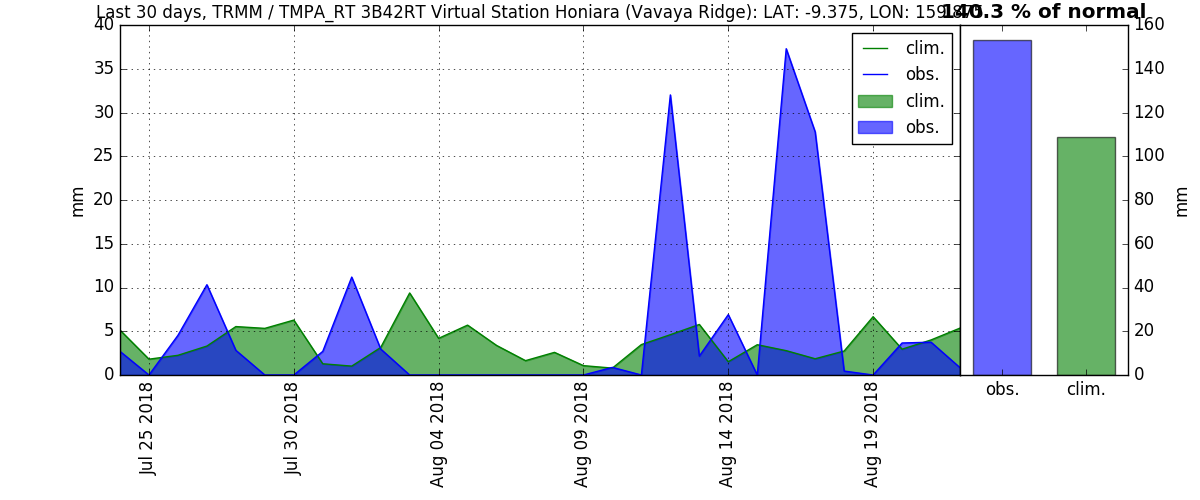 Last 30 days, TRMM / TMPA_RT 3B42RT Virtual Station Honiara (Vavaya Ridge): LAT: -9.375, LON: 159.875
140.3 % of normal
40
35
30
25
20
15
10
5
0
mm
Jul 25 2018
Jul 30 2018
Aug 04 2018
Aug 09 2018
Aug 14 2018
Aug 19 2018
clim.
obs.
clim.
obs.
160
140
120
100
80
60
40
20
0
mm
obs.
clim.